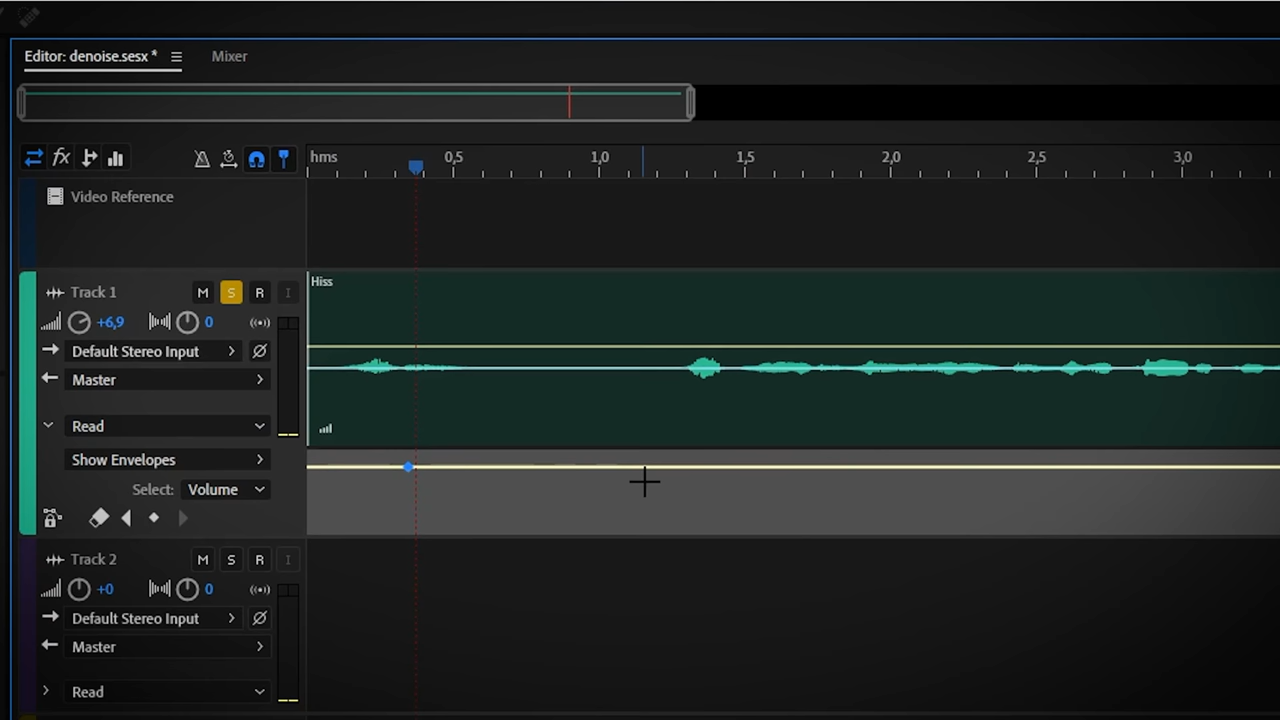 Editor: denoise.sesx * Mixer
fx hms 0,5 1,0 1,5 2,0 2,5 3,0
Video Reference
Hiss
Track 1 M S R I
+6,9 0
Default Stereo Input
Master
Read
Show Envelopes
Select: Volume
Track 2 M S R I
+0 0
Default Stereo Input
Master
Read